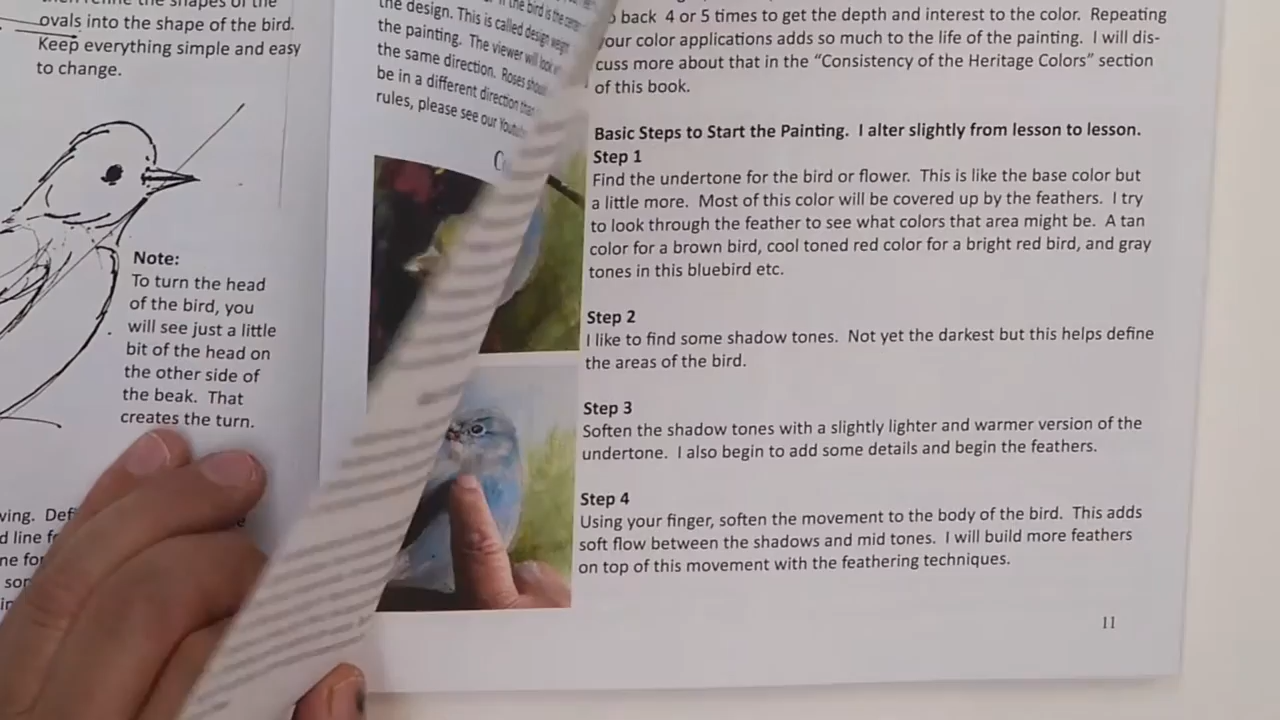 ovals into the shape of the bird.
Keep everything simple and easy
to change.
Note:
To turn the head
of the bird, you
will see just a little
bit of the head on
the other side of
the beak. That
creates the turn.
the design. This is called design
the painting. The viewer will look
the same direction. Roses
be in a different direction
rules, please see our
back 4 or 5 times to get the depth and interest to the color. Repeating
your color applications adds so much to the life of the painting. I will dis-
cuss more about that in the “Consistency of the Heritage Colors” section
of this book.
Basic Steps to Start the Painting. I alter slightly from lesson to lesson.
Step 1
Find the undertone for the bird or flower. This is like the base color but
a little more. Most of this color will be covered up by the feathers. I try
to look through the feather to see what colors that area might be. A tan
color for a brown bird, cool toned red color for a bright red bird, and gray
tones in this bluebird etc.
Step 2
I like to find some shadow tones. Not yet the darkest but this helps define
the areas of the bird.
Step 3
Soften the shadow tones with a slightly lighter and warmer version of the
undertone. I also begin to add some details and begin the feathers.
Step 4
Using your finger, soften the movement to the body of the bird. This adds
soft flow between the shadows and mid tones. I will build more feathers
on top of this movement with the feathering techniques.
11